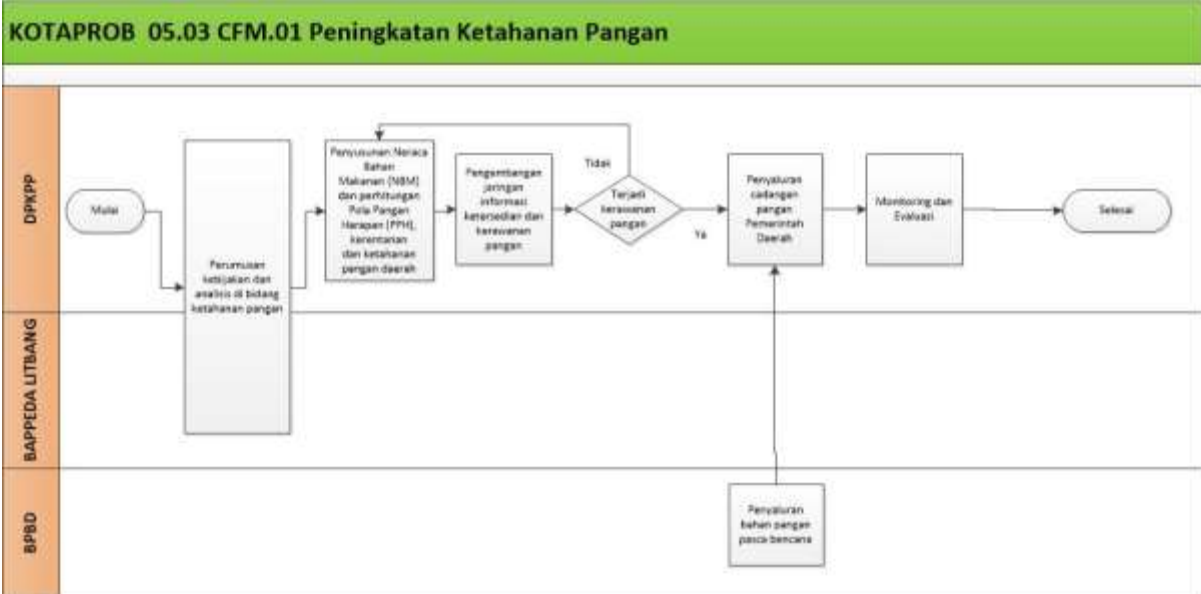 KOTAPROB 05.03 CFM.01 Peningkatan Ketahanan Pangan
DPKPP
Mulai
Perumusan
kebijakan dan
analisis di bidang
ketahanan pangan
Penyusunan Neraca
Bahan
Makanan (NBM)
dan perhitungan
Pola Pangan
Harapan (PPH),
kerentanan
dan ketahanan
pangan daerah
Pengembangan
jaringan
informasi
ketersedian dan
kerawanan
pangan
Tidak
Terjadi
kerawanan
pangan
Ya
Penyaluran
cadangan
pangan
Pemerintah
Daerah
Monitoring dan
Evaluasi
Selesai
BAPPEDA LITBANG
BPBD
Penyaluran
bahan pangan
pasca bencana